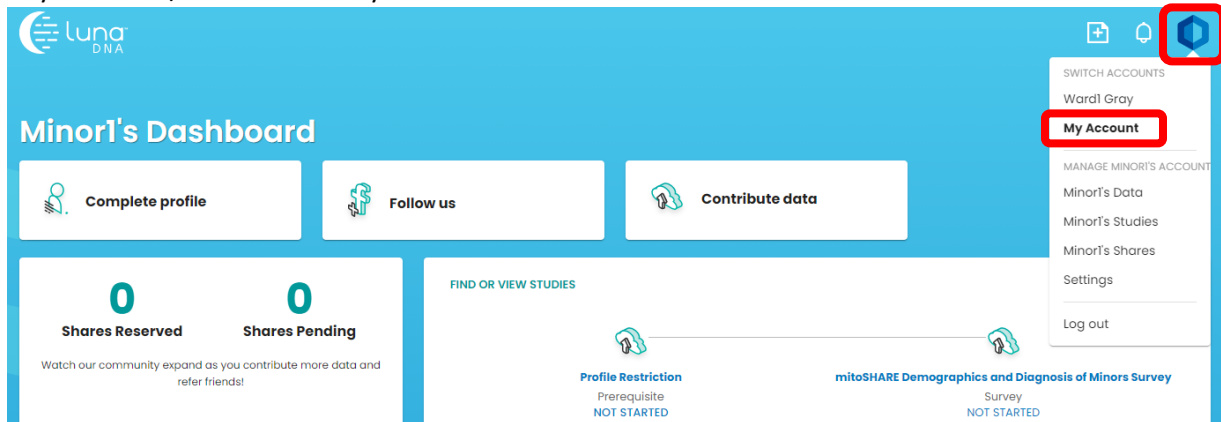 luna
DNA
SWITCH ACCOUNTS
Ward1 Gray
My Account
MANAGE MINOR1'S ACCOUNT
Minor1's Data
Minor1's Studies
Minor1's Shares
Settings
Log out
Minor1's Dashboard
Complete profile
Follow us
Contribute data
0
Shares Reserved
0
Shares Pending
Watch our community expand as you contribute more data and
refer friends!
FIND OR VIEW STUDIES
Profile Restriction
Prerequisite
NOT STARTED
mitoSHARE Demographics and Diagnosis of Minors Survey
Survey
NOT STARTED